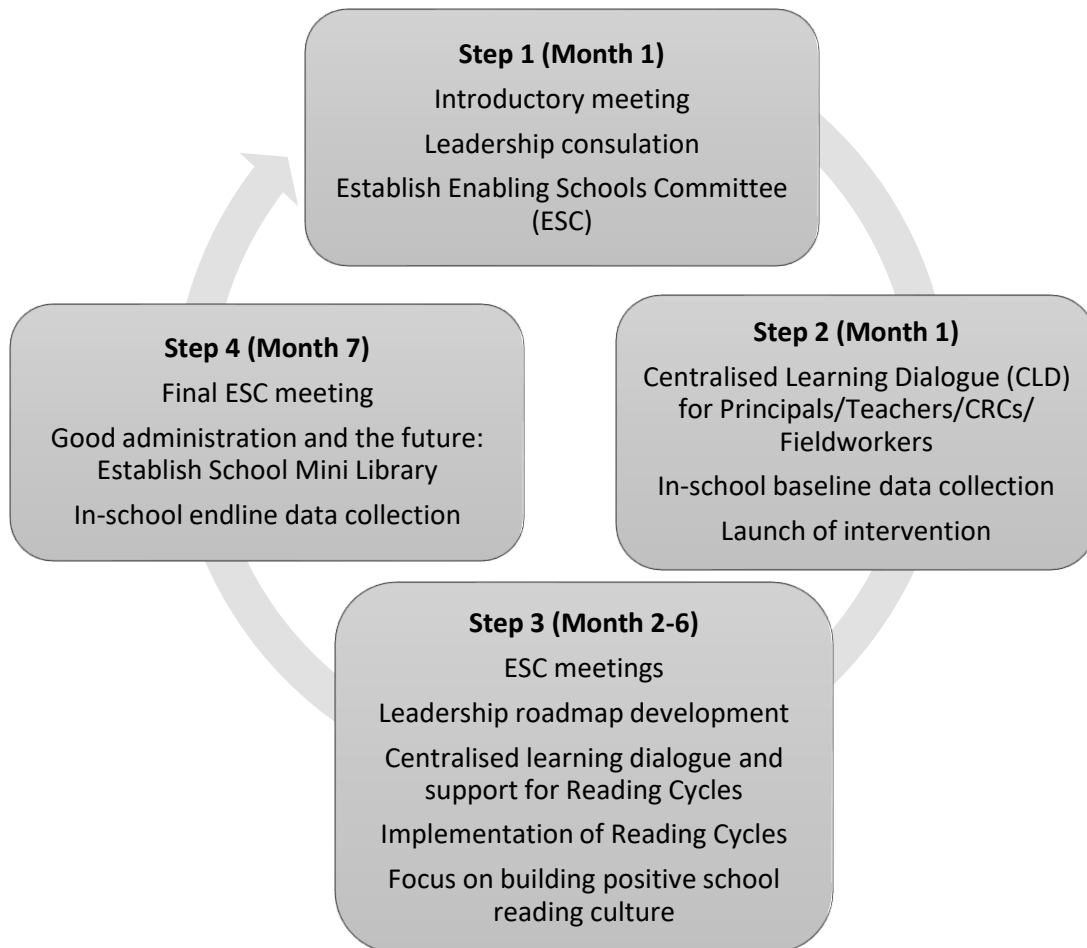 Step 1 (Month 1)
Introductory meeting
Leadership consulation
Establish Enabling Schools Committee
(ESC)
Step 2 (Month 1)
Centralised Learning Dialogue (CLD)
for Principals/Teachers/CRCs/
Fieldworkers
In-school baseline data collection
Launch of intervention
Step 3 (Month 2-6)
ESC meetings
Leadership roadmap development
Centralised learning dialogue and
support for Reading Cycles
Implementation of Reading Cycles
Focus on building positive school
reading culture
Step 4 (Month 7)
Final ESC meeting
Good administration and the future:
Establish School Mini Library
In-school endline data collection